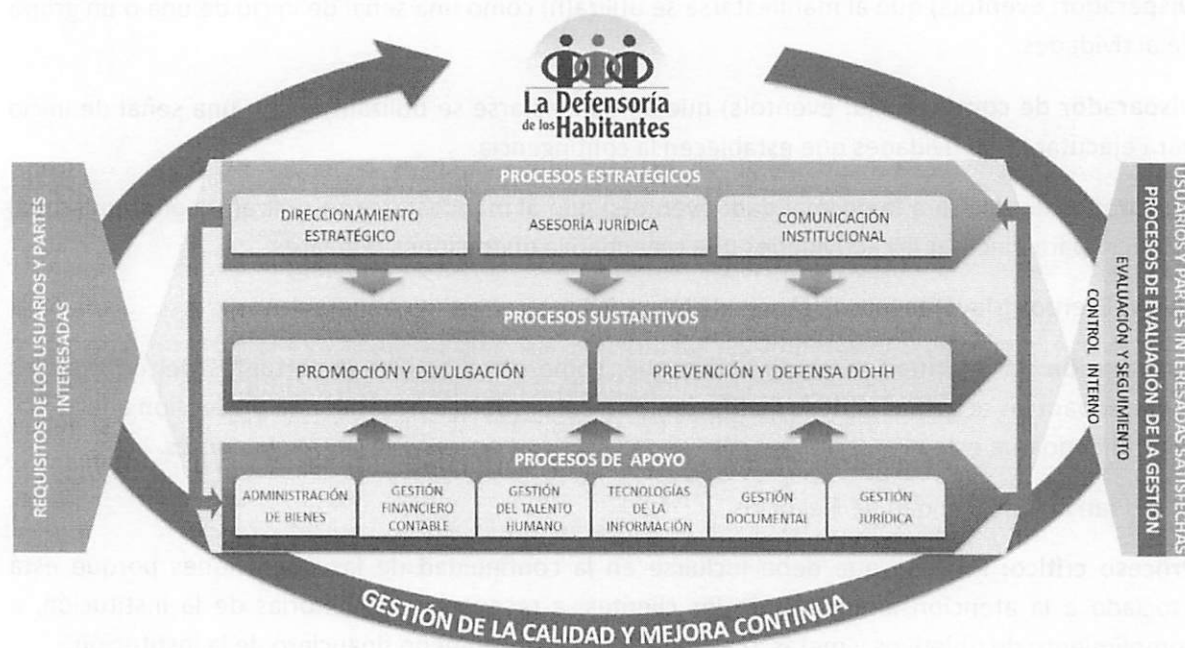 La Defensoría
de los Habitantes
PROCESOS ESTRATÉGICOS
DIRECCIONAMIENTO
ESTRATÉGICO
ASESORÍA JURÍDICA
COMUNICACIÓN
INSTITUCIONAL
PROCESOS SUSTANTIVOS
PROMOCIÓN Y DIVULGACIÓN
PREVENCIÓN Y DEFENSA DDHH
PROCESOS DE APOYO
ADMINISTRACIÓN
DE BIENES
GESTIÓN
FINANCIERO
CONTABLE
GESTIÓN
DEL TALENTO
HUMANO
TECNOLOGÍAS
DE LA
INFORMACIÓN
GESTIÓN
DOCUMENTAL
GESTIÓN
JURÍDICA
REQUISITOS DE LOS USUARIOS Y PARTES
INTERESADAS
USUARIOS Y PARTES INTERESADAS SATISFECHAS
PROCESOS DE EVALUACIÓN DE LA GESTIÓN
EVALUACIÓN Y SEGUIMIENTO
CONTROL INTERNO
GESTIÓN DE LA CALIDAD Y MEJORA CONTINUA